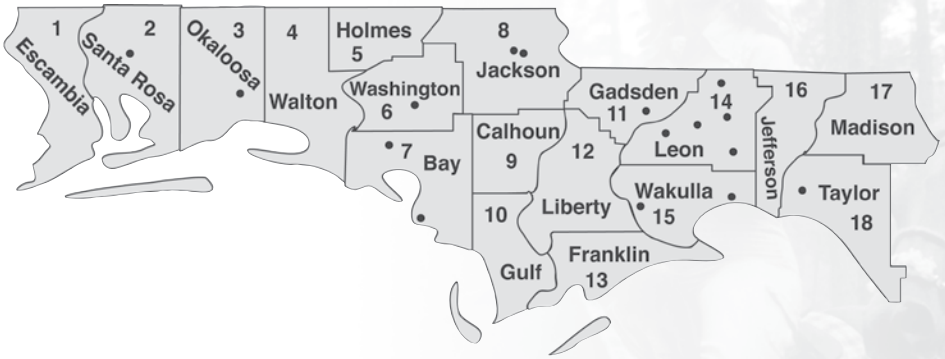 1
Escambia
2
Santa Rosa
3
Okaloosa
4
Walton
Holmes
5
Washington
6
7
Bay
8
Jackson
Calhoun
9
10
Gulf
Gadsden
11
12
Liberty
Franklin
13
14
Leon
Wakulla
15
16
Jefferson
17
Madison
Taylor
18